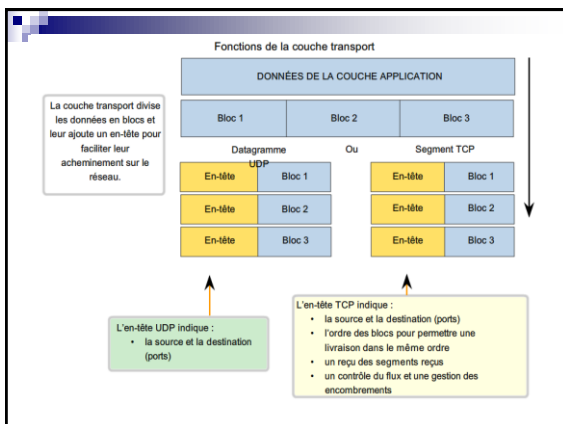 Fonctions de la couche transport
DONNÉES DE LA COUCHE APPLICATION
La couche transport divise
les données en blocs et
leur ajoute un en-tête pour
faciliter leur
acheminement sur le
réseau.
Bloc 1 Bloc 2 Bloc 3
Datagramme
UDP
Ou
Segment TCP
En-tête Bloc 1
En-tête Bloc 2
En-tête Bloc 3
En-tête Bloc 1
En-tête Bloc 2
En-tête Bloc 3
L'en-tête UDP indique :
• la source et la destination
(ports)
L'en-tête TCP indique :
• la source et la destination (ports)
• l'ordre des blocs pour permettre une
livraison dans le même ordre
• un reçu des segments reçus
• un contrôle du flux et une gestion des
encombrements